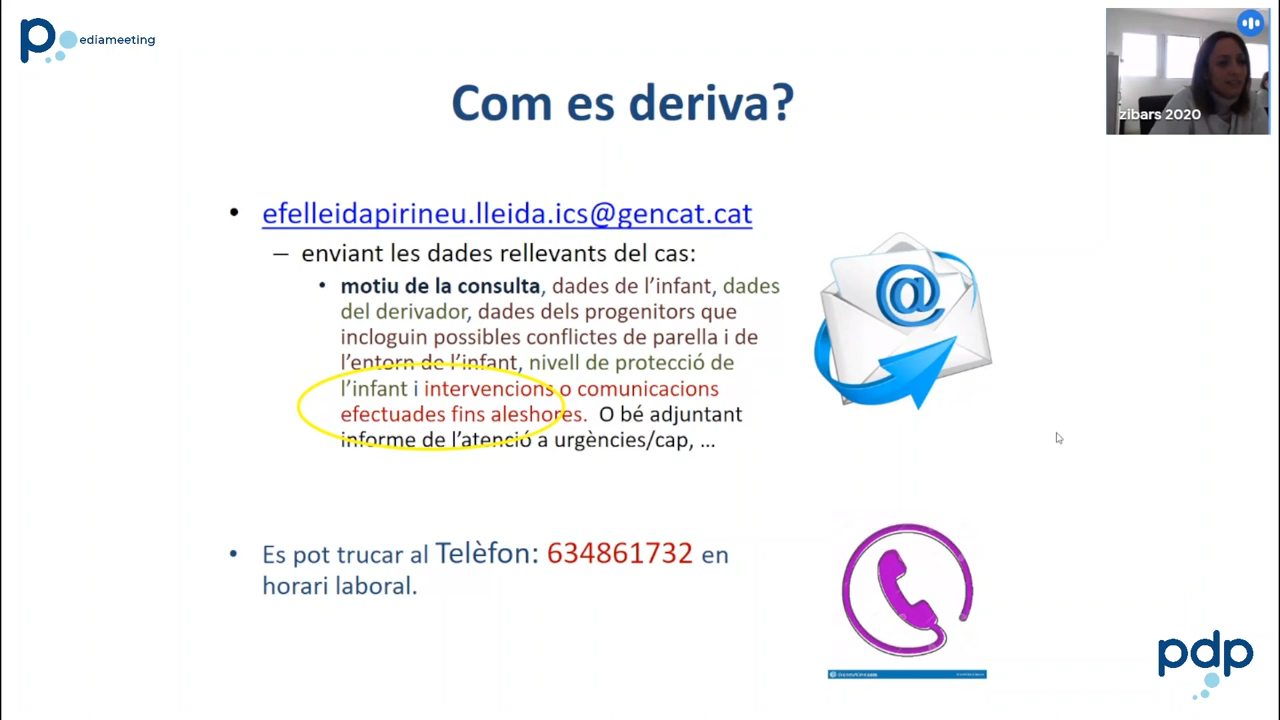 pediameeting
zibars 2020
Com es deriva?
• efelleidapirineu.lleida.ics@gencat.cat
– enviant les dades rellevants del cas:
• motiu de la consulta, dades de l’infant, dades
del derivador, dades dels progenitors que
incloguin possibles conflictes de parella i de
l’entorn de l’infant, nivell de protecció de
l’infant i intervencions o comunicacions
efectuades fins aleshores. O bé adjuntant
informe de l’atenció a urgències/cap, ...
• Es pot trucar al Telèfon: 634861732 en
horari laboral.
pdp